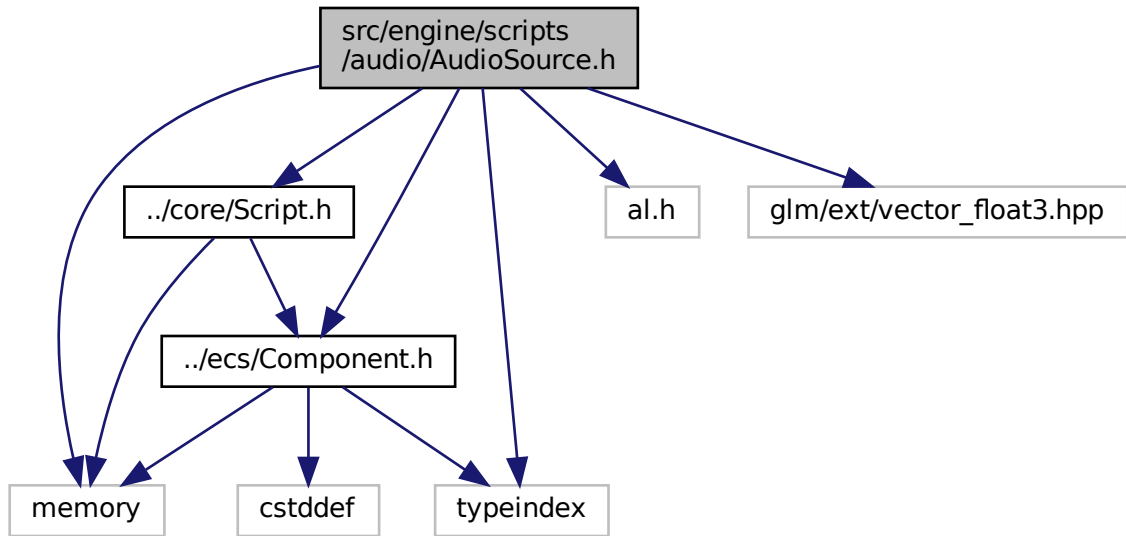 src/engine/scripts
/audio/AudioSource.h
../core/Script.h
al.h
glm/ext/vector_float3.hpp
../ecs/Component.h
memory
cstddef
typeindex